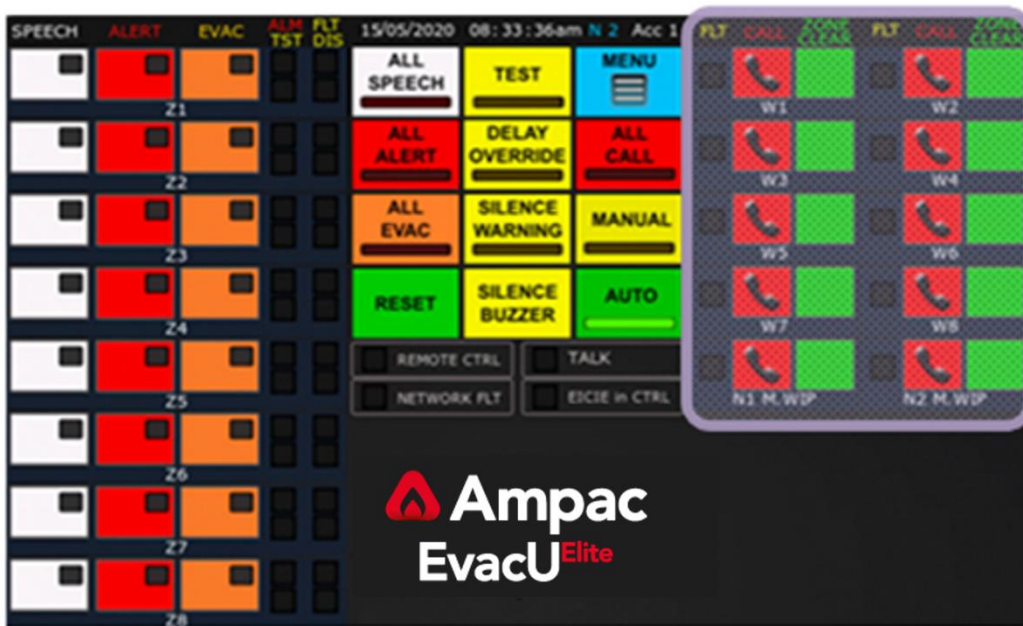 SPEECH ALERT EVAC ALM TST FLT DIS
Z1
Z2
Z3
Z4
Z5
Z6
Z7
Z8
15/05/2020 08:33:36am N 2 Acc 1
ALL SPEECH
TEST
MENU
ALL ALERT
DELAY OVERRIDE
ALL CALL
ALL EVAC
SILENCE WARNING
MANUAL
RESET
SILENCE BUZZER
AUTO
REMOTE CTRL
TALK
NETWORK FLT
EICIE in CTRL
FLT CALL ZONE CLEAR FLT CALL ZONE CLEAR
W1 W2
W3 W4
W5 W6
W7 W8
N1 M.WIP N2 M.WIP
Ampac
EvacU Elite